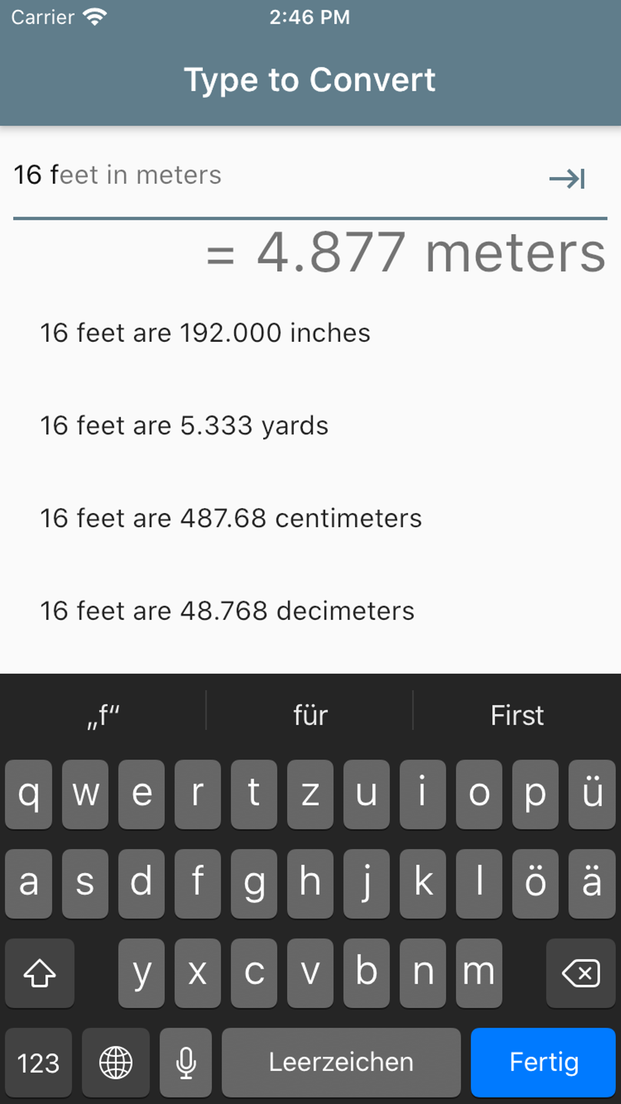 Carrier 2:46 PM
Type to Convert
16 feet in meters
= 4.877 meters
16 feet are 192.000 inches
16 feet are 5.333 yards
16 feet are 487.68 centimeters
16 feet are 48.768 decimeters
„f“ für First
q w e r t z u i o p ü
a s d f g h j k l ö ä
y x c v b n m
123 Leerzeichen Fertig